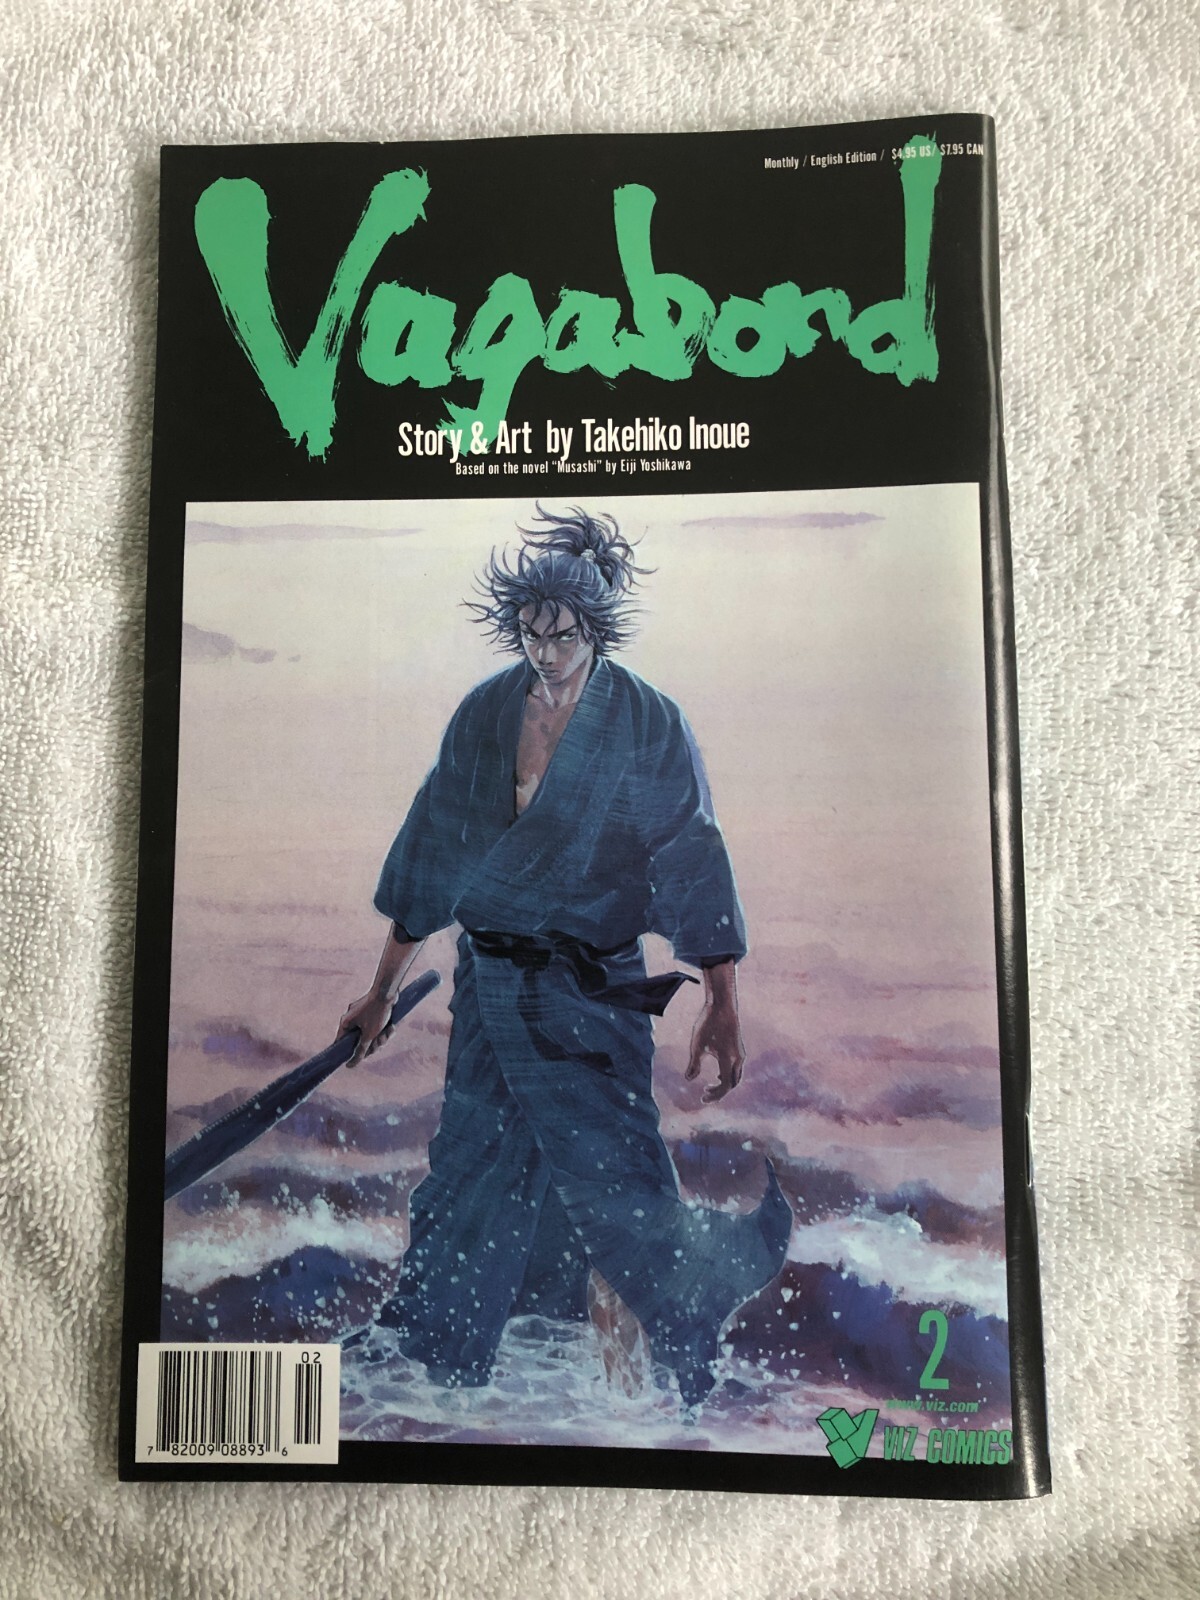 Monthly / English Edition / $4.95 US/ $7.95 CAN
Vagabond
Story & Art by Takehiko Inoue
Based on the novel "Musashi" by Eiji Yoshikawa
2
www.viz.com
VIZ COMICS
02
7 82009 08893 6